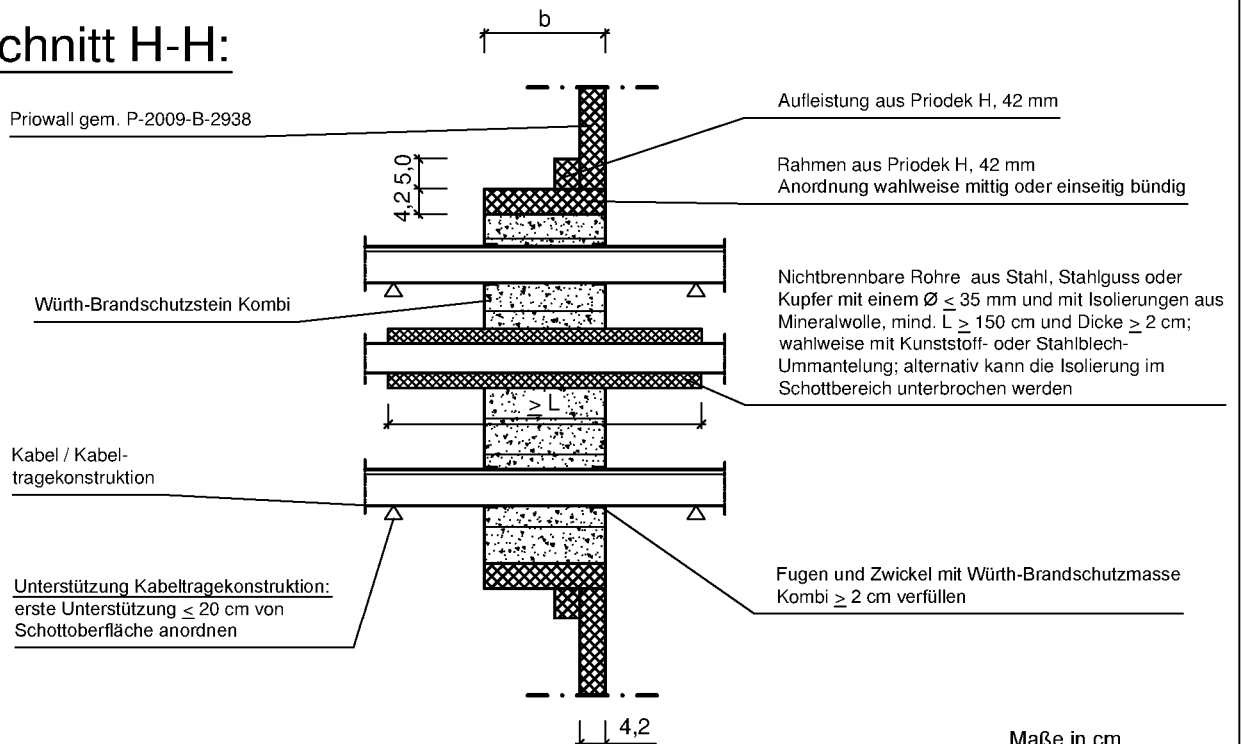 chnitt H-H:
b
Priowall gem. P-2009-B-2938
Aufleistung aus Priodek H, 42 mm
5,0
4,2
Rahmen aus Priodek H, 42 mm
Anordnung wahlweise mittig oder einseitig bündig
Würth-Brandschutzstein Kombi
Nichtbrennbare Rohre aus Stahl, Stahlguss oder
Kupfer mit einem Ø ≤ 35 mm und mit Isolierungen aus
Mineralwolle, mind. L ≥ 150 cm und Dicke ≥ 2 cm;
wahlweise mit Kunststoff- oder Stahlblech-
Ummantelung; alternativ kann die Isolierung im
Schottbereich unterbrochen werden
≥ L
Kabel / Kabel-
tragekonstruktion
Unterstützung Kabeltragekonstruktion:
erste Unterstützung ≤ 20 cm von
Schottoberfläche anordnen
Fugen und Zwickel mit Würth-Brandschutzmasse
Kombi ≥ 2 cm verfüllen
4,2
Maße in cm